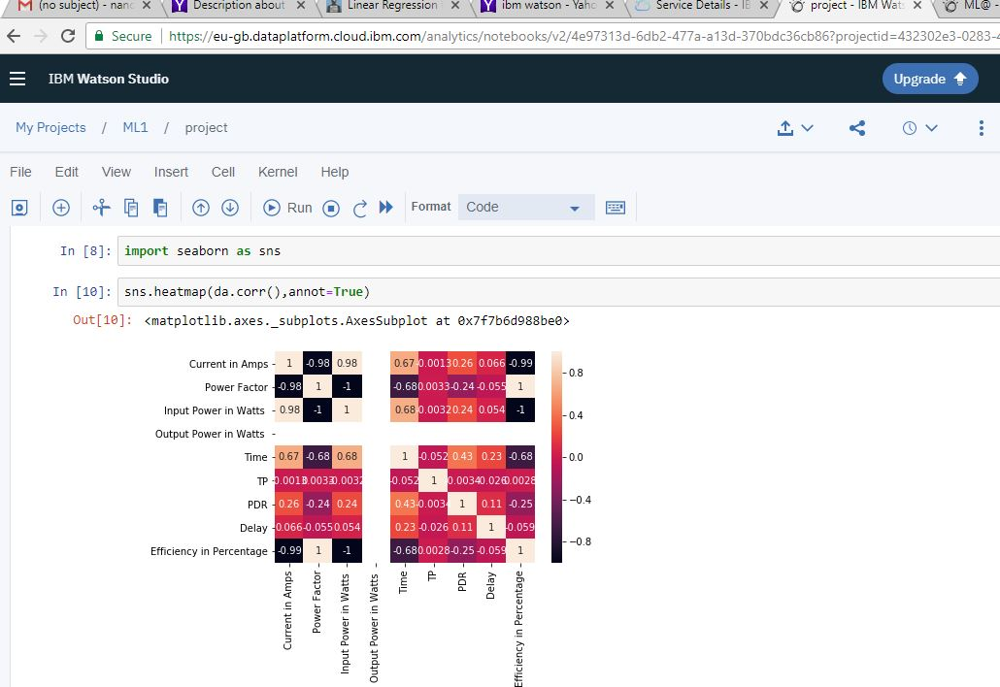 (no subject) - nanc
Description about
Linear Regression
ibm watson - Yaho
Service Details - IB
project - IBM Wats
ML@ -
Secure https://eu-gb.dataplatform.cloud.ibm.com/analytics/notebooks/v2/4e97313d-6db2-477a-a13d-370bdc36cb86?projectid=432302e3-0283-4
IBM Watson Studio
Upgrade
My Projects / ML1 / project
File Edit View Insert Cell Kernel Help
Run Format Code
In [8]: import seaborn as sns
In [10]: sns.heatmap(da.corr(),annot=True)
Out[10]: <matplotlib.axes._subplots.AxesSubplot at 0x7f7b6d988be0>
Current in Amps 1 -0.98 0.98 0.67 0.0013 0.26 0.066 -0.99
0.8
Power Factor -0.98 1 -1 -0.68 0.0033 -0.24 -0.055 1
Input Power in Watts 0.98 -1 1 0.68 0.0032 0.24 0.054 -1
0.4
Output Power in Watts
Time 0.67 -0.68 0.68 1 -0.052 0.43 0.23 -0.68
0.0
TP 0.0013 0.0033 0.0032 -0.052 1 0.0034 -0.026 0.0028
PDR 0.26 -0.24 0.24 0.43 -0.0034 1 0.11 -0.25
-0.4
Delay 0.066 -0.055 0.054 0.23 -0.026 0.11 1 -0.059
-0.8
Efficiency in Percentage -0.99 1 -1 -0.68 0.0028 -0.25 -0.059 1
Current in Amps
Power Factor
Input Power in Watts
Output Power in Watts
Time
TP
PDR
Delay
Efficiency in Percentage